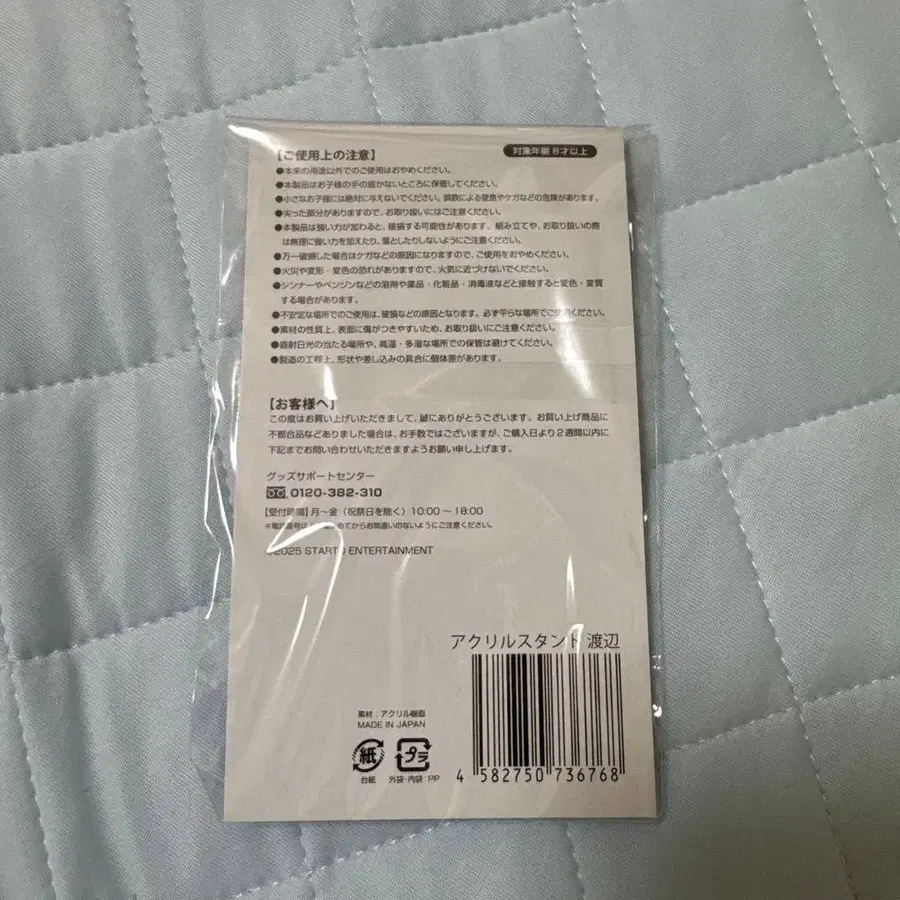 【ご使用上の注意】
対象年齢 8才以上
●本来の用途以外でのご使用はおやめください。
●本製品はお子様の手の届かないところに保管してください。
●小さなお子様には絶対に与えないでください。誤飲による窒息やケガなどの危険があります。
●尖った部分がありますので、お取り扱いにはご注意ください。
●本製品は強い力が加わると、破損する可能性があります。組み立てや、お取り扱いの際
は無理に強い力を加えたり、落としたりしないようにご注意ください。
●万一破損した場合はケガなどの原因になりますので、ご使用をおやめください。
●火災や変形・変色の恐れがありますので、火気に近づけないでください。
●シンナーやベンジンなどの溶剤や薬品・化粧品・消毒液などと接触すると変色・変質
する場合があります。
●不安定な場所でのご使用は、破損などの原因となります。必ず平らな場所でご使用ください。
●素材の性質上、表面に傷がつきやすいため、お取り扱いにご注意ください。
●直射日光の当たる場所や、高温・多湿な場所での保管は避けてください。
●製造の工程上、形状や差し込みの具合に個体差があります。
【お客様へ】
この度はお買い上げいただきまして、誠にありがとうございます。お買い上げ商品に
不都合品などありました場合は、お手数ではございますが、ご購入日より2週間以内に
下記までお問い合わせいただきますようお願い申し上げます。
グッズサポートセンター
0120-382-310
【受付時間】月～金（祝祭日を除く）10:00～18:00
※電話番号は めてからお間違いのないようにご注意ください。
©2025 STARTO ENTERTAINMENT
アクリルスタンド 渡辺
素材：アクリル樹脂
MADE IN JAPAN
紙
プラ
台紙
外袋・内袋：PP
4 582750 736768